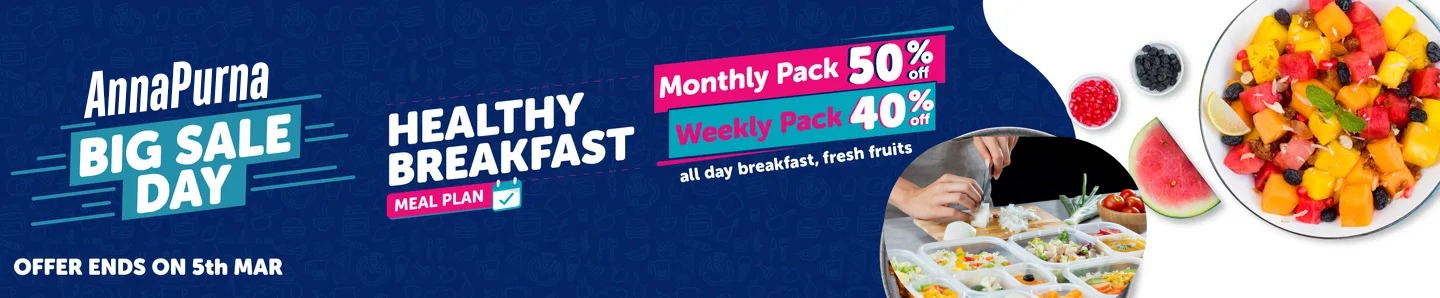 AnnaPurna
BIG SALE
DAY
OFFER ENDS ON 5th MAR
HEALTHY
BREAKFAST
MEAL PLAN
Monthly Pack 50% off
Weekly Pack 40% off
all day breakfast, fresh fruits